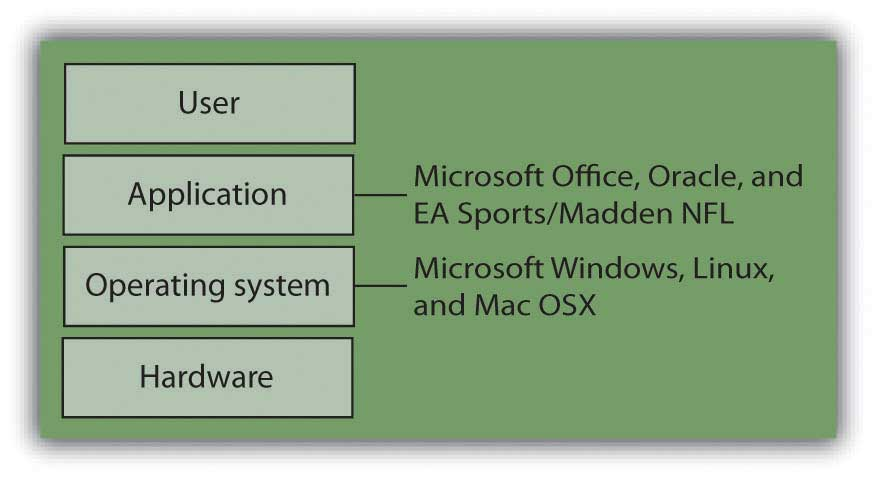 User
Application
Microsoft Office, Oracle, and
EA Sports/Madden NFL
Operating system
Microsoft Windows, Linux,
and Mac OSX
Hardware